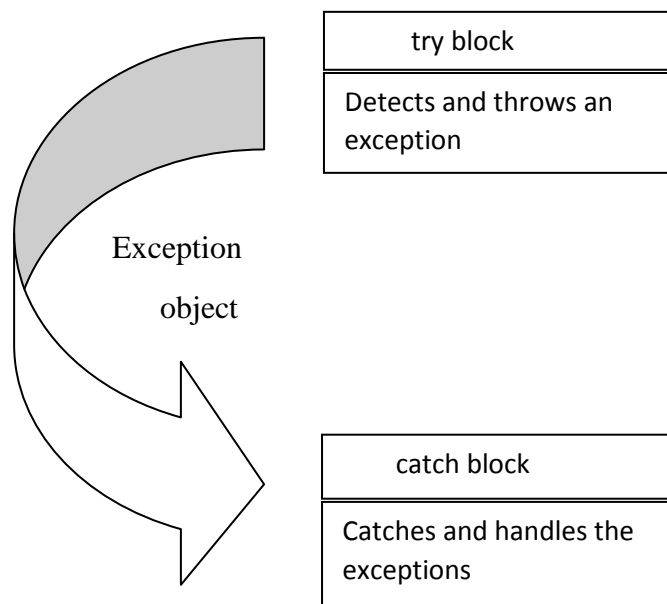 try block
Detects and throws an
exception
Exception
object
catch block
Catches and handles the
exceptions